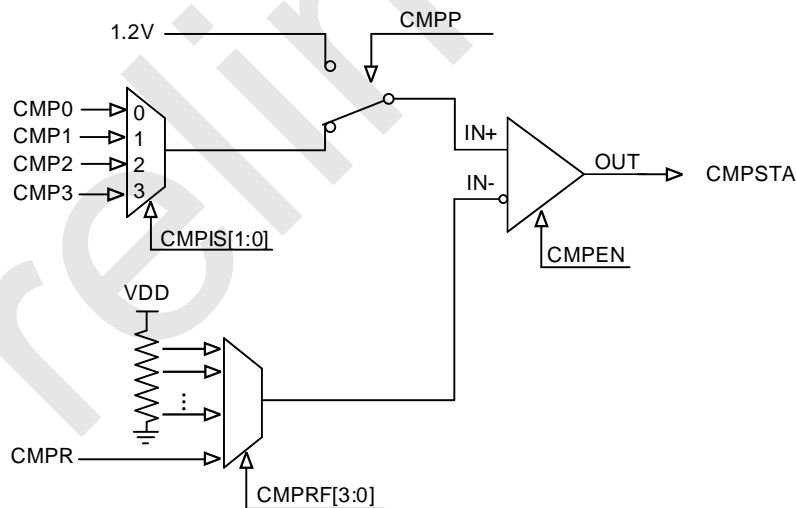 CMPP
1.2V
CMP0
0
CMP1
1
CMP2
2
CMP3
3
IN+
IN-
OUT
CMPSTA
CMPIS[1:0]
CMPEN
VDD
...
CMPR
CMPRF[3:0]